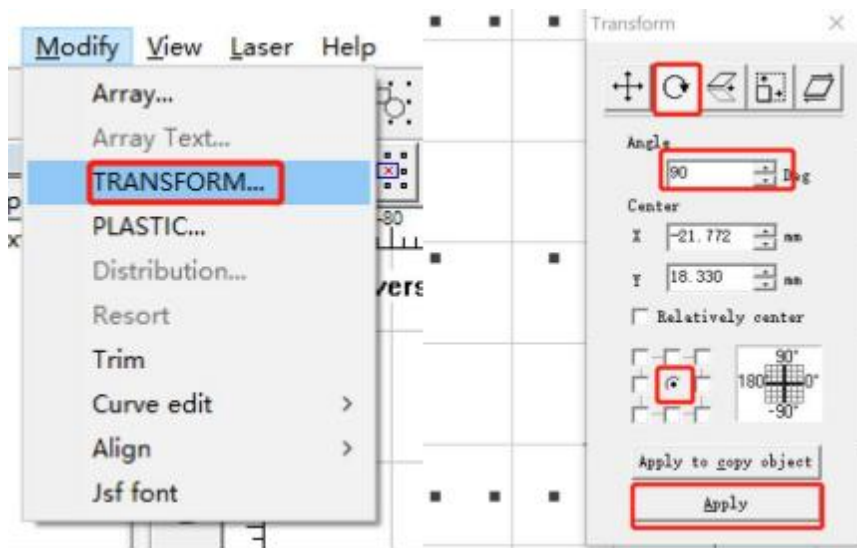 Modify View Laser Help
Array...
Array Text...
TRANSFORM...
PLASTIC...
Distribution...
Resort
Trim
Curve edit >
Align >
Jsf font
-80
vers
Transform
Angle
90 Deg
Center
X -21.772 mm
Y 18.330 mm
Relatively center
90°
180 0°
-90°
Apply to copy object
Apply